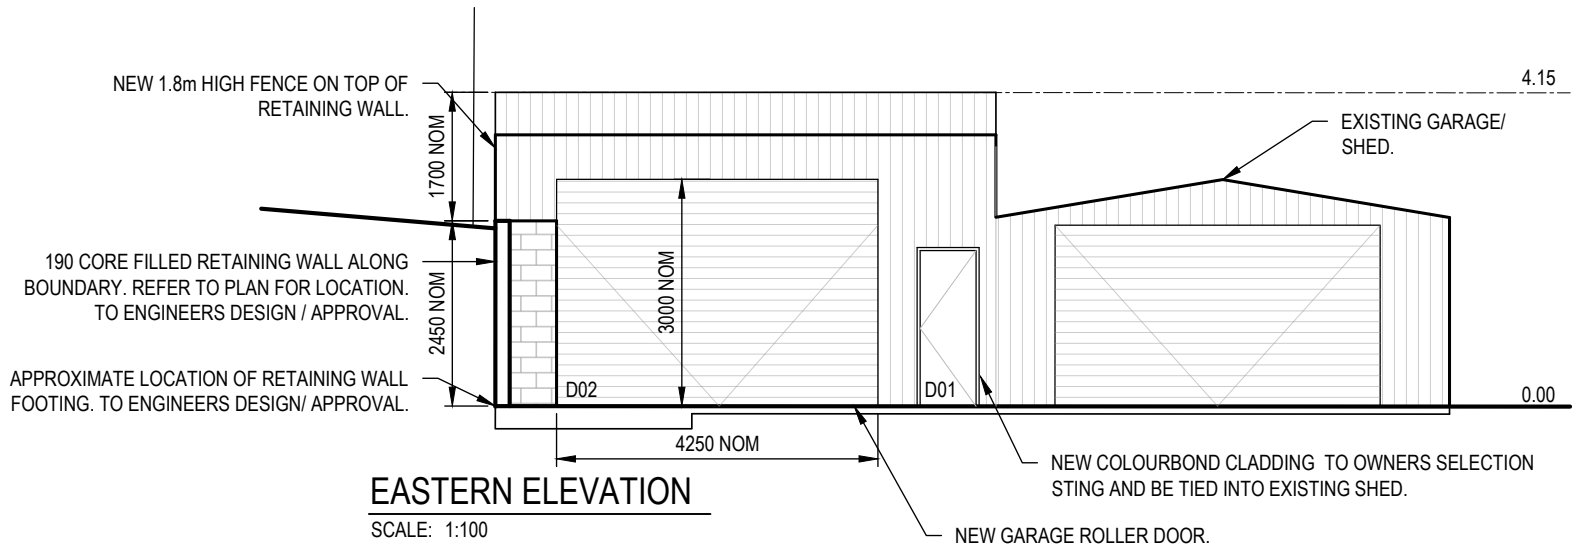 NEW 1.8m HIGH FENCE ON TOP OF
RETAINING WALL.
4.15
EXISTING GARAGE/
SHED.
1700 NOM
190 CORE FILLED RETAINING WALL ALONG
BOUNDARY. REFER TO PLAN FOR LOCATION.
TO ENGINEERS DESIGN / APPROVAL.
2450 NOM
3000 NOM
APPROXIMATE LOCATION OF RETAINING WALL
FOOTING. TO ENGINEERS DESIGN/ APPROVAL.
D02
D01
0.00
4250 NOM
NEW COLOURBOND CLADDING TO OWNERS SELECTION
STING AND BE TIED INTO EXISTING SHED.
EASTERN ELEVATION
SCALE: 1:100
NEW GARAGE ROLLER DOOR.